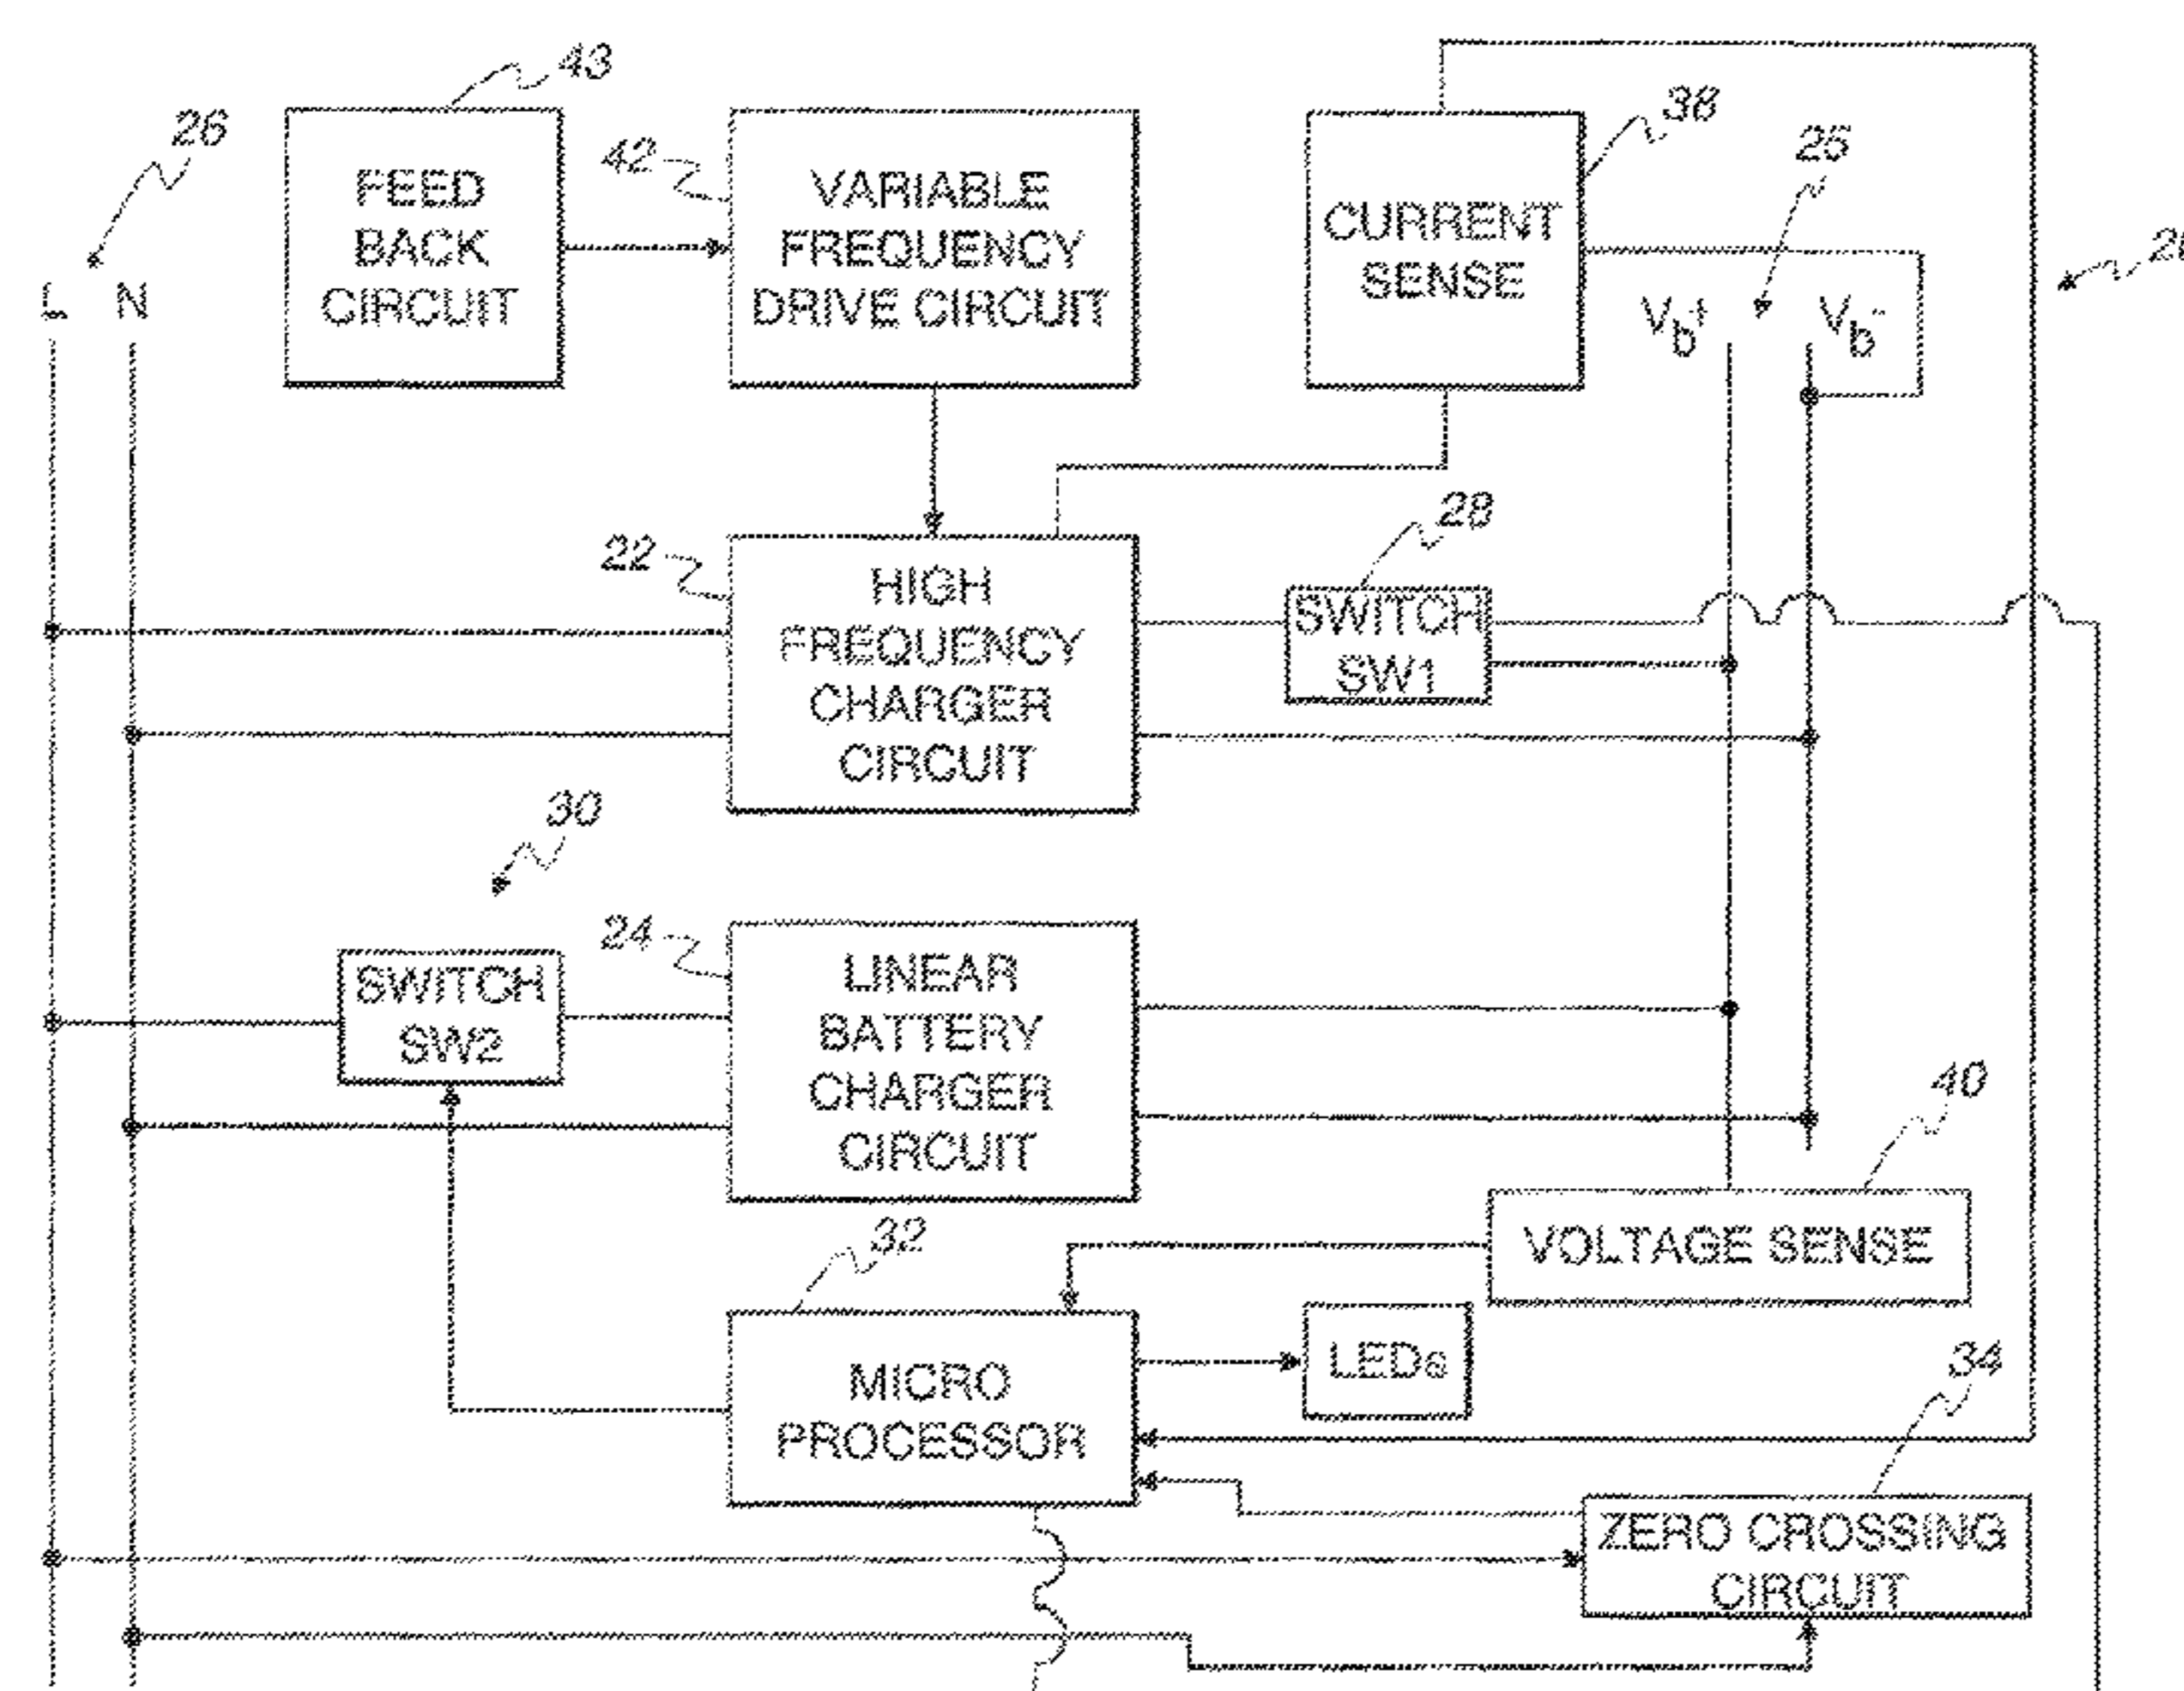 43
26
38
42
25
FEED
BACK
CIRCUIT
VARIABLE
FREQUENCY
DRIVE CIRCUIT
CURRENT
SENSE
L N
Vb+ Vb-
28
22
HIGH
FREQUENCY
CHARGER
CIRCUIT
SWITCH
SW1
30
24
SWITCH
SW2
LINEAR
BATTERY
CHARGER
CIRCUIT
40
32
VOLTAGE SENSE
MICRO
PROCESSOR
LEDs
34
ZERO CROSSING
CIRCUIT